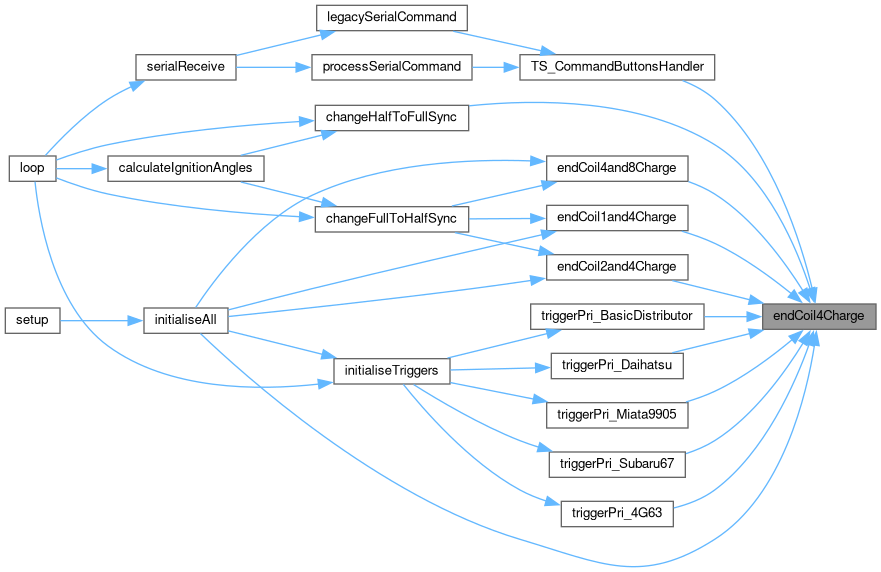 legacySerialCommand
serialReceive
processSerialCommand
TS_CommandButtonsHandler
changeHalfToFullSync
loop
calculateIgnitionAngles
endCoil4and8Charge
changeFullToHalfSync
endCoil1and4Charge
endCoil2and4Charge
setup
initialiseAll
triggerPri_BasicDistributor
endCoil4Charge
initialiseTriggers
triggerPri_Daihatsu
triggerPri_Miata9905
triggerPri_Subaru67
triggerPri_4G63